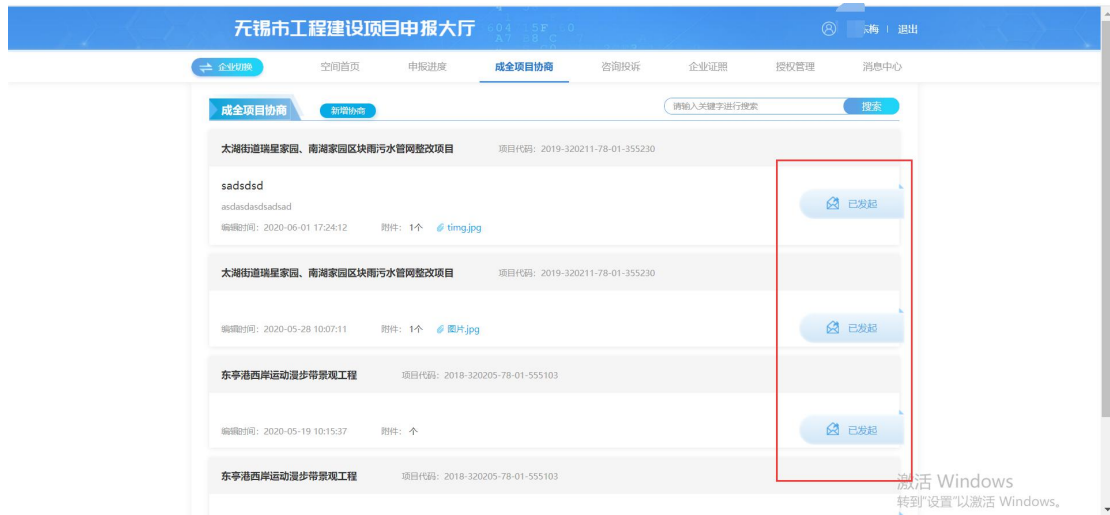 无锡市工程建设项目申报大厅
梅 | 退出
企业切换 空间首页 申报进度 成全项目协商 咨询投诉 企业证照 授权管理 消息中心
成全项目协商 新增协商 请输入关键字进行搜索 搜索
太湖街道瑞星家园、南湖家园区块雨污水管网整改项目 项目代码：2019-320211-78-01-355230
sadsdsd
已发起
asdasdasdsadsad
编辑时间：2020-06-01 17:24:12 附件：1个 timg.jpg
太湖街道瑞星家园、南湖家园区块雨污水管网整改项目 项目代码：2019-320211-78-01-355230
编辑时间：2020-05-28 10:07:11 附件：1个 图片.jpg 已发起
东亭港西岸运动漫步带景观工程 项目代码：2018-320205-78-01-555103
编辑时间：2020-05-19 10:15:37 附件：个 已发起
东亭港西岸运动漫步带景观工程 项目代码：2018-320205-78-01-555103
激活 Windows
转到"设置"以激活 Windows。